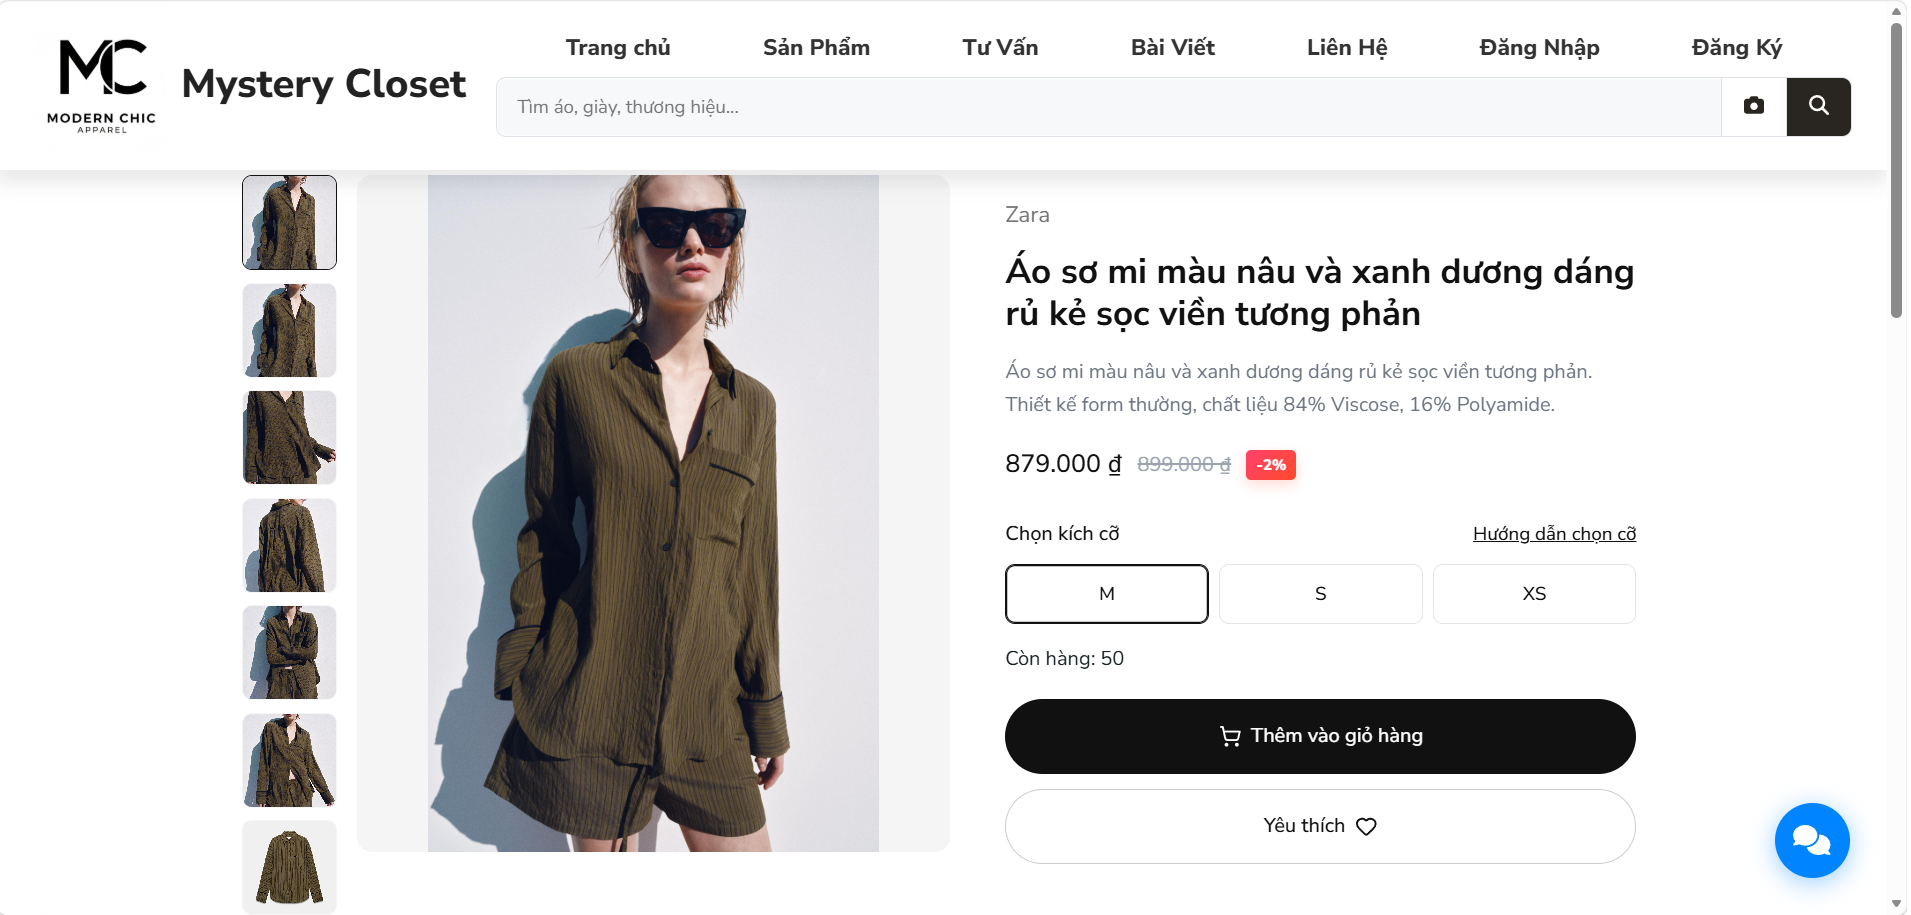 MC
MODERN CHIC
APPAREL
Mystery Closet
Trang chủ
Sản Phẩm
Tư Vấn
Bài Viết
Liên Hệ
Đăng Nhập
Đăng Ký
Tìm áo, giày, thương hiệu...
Zara
Áo sơ mi màu nâu và xanh dương dáng
rủ kẻ sọc viền tương phản
Áo sơ mi màu nâu và xanh dương dáng rủ kẻ sọc viền tương phản.
Thiết kế form thường, chất liệu 84% Viscose, 16% Polyamide.
879.000 ₫ 899.000 ₫ -2%
Chọn kích cỡ
Hướng dẫn chọn cỡ
M
S
XS
Còn hàng: 50
Thêm vào giỏ hàng
Yêu thích